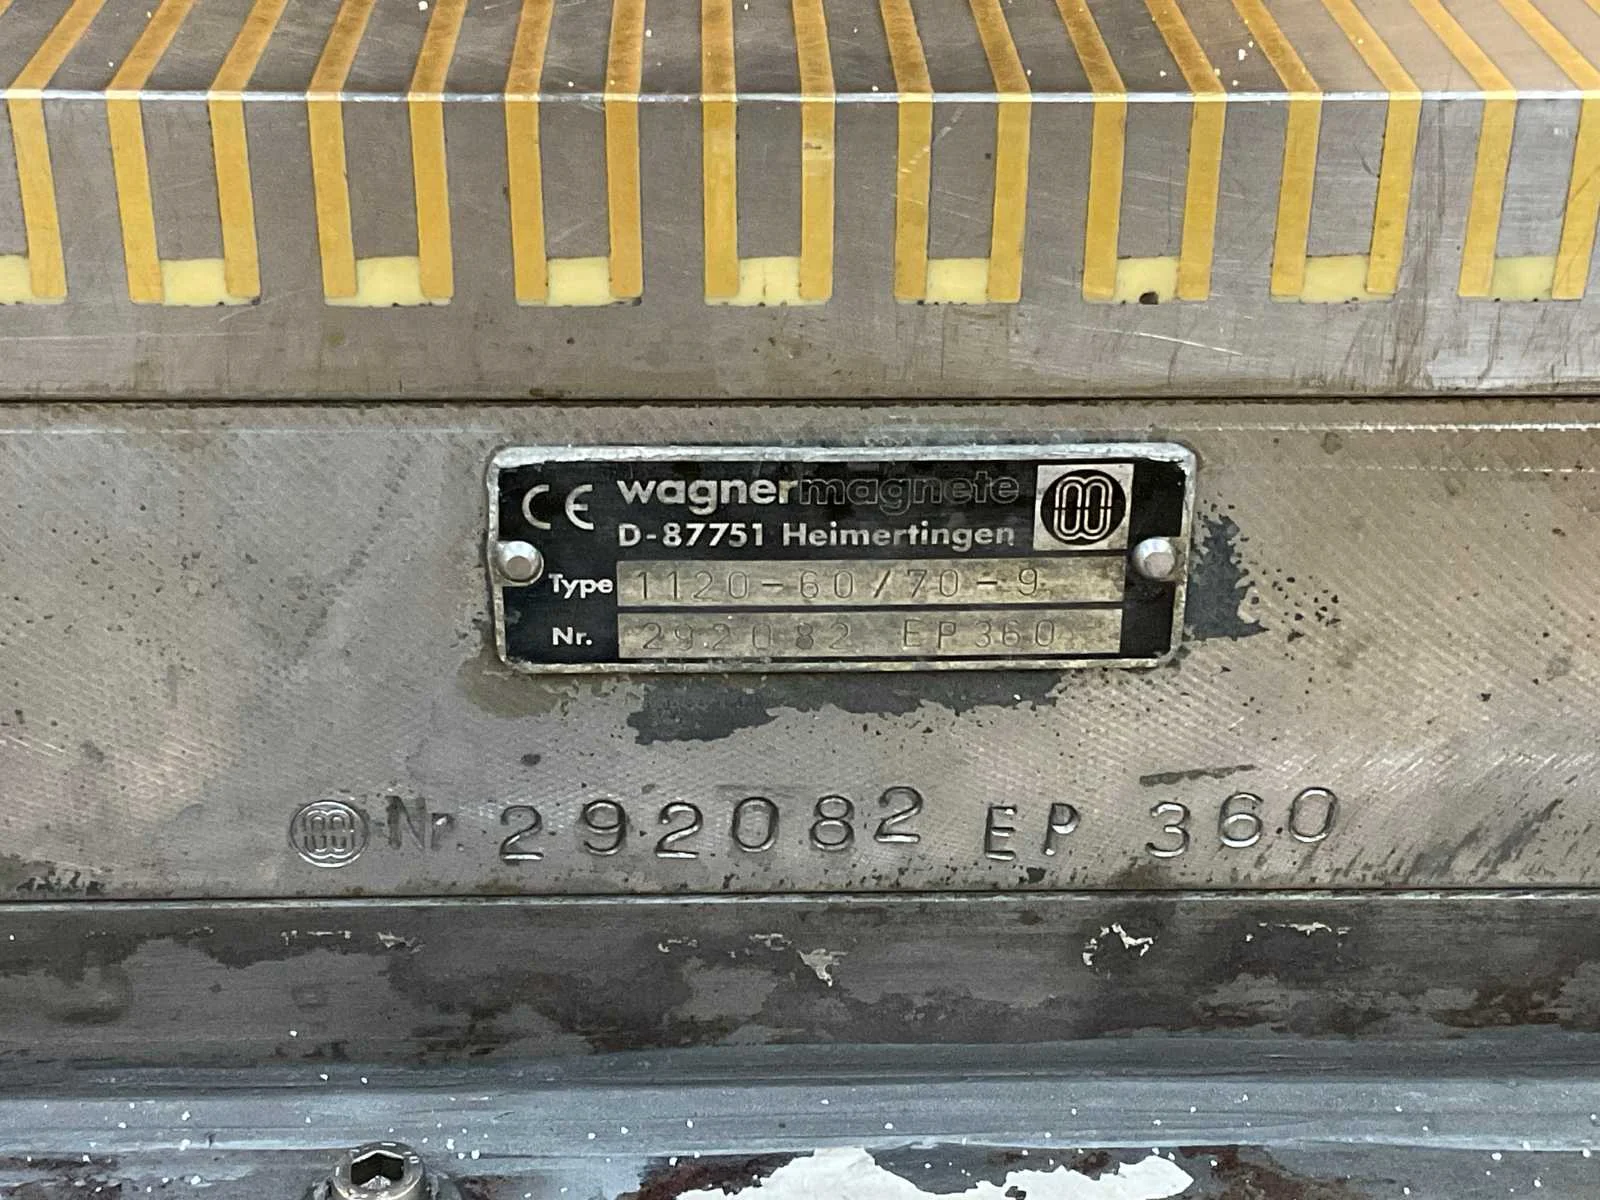 CE wagnermagnete
D-87751 Heimertingen
Type 1120-60/70-9
Nr. 292082 EP360
Nr. 292082 EP 360